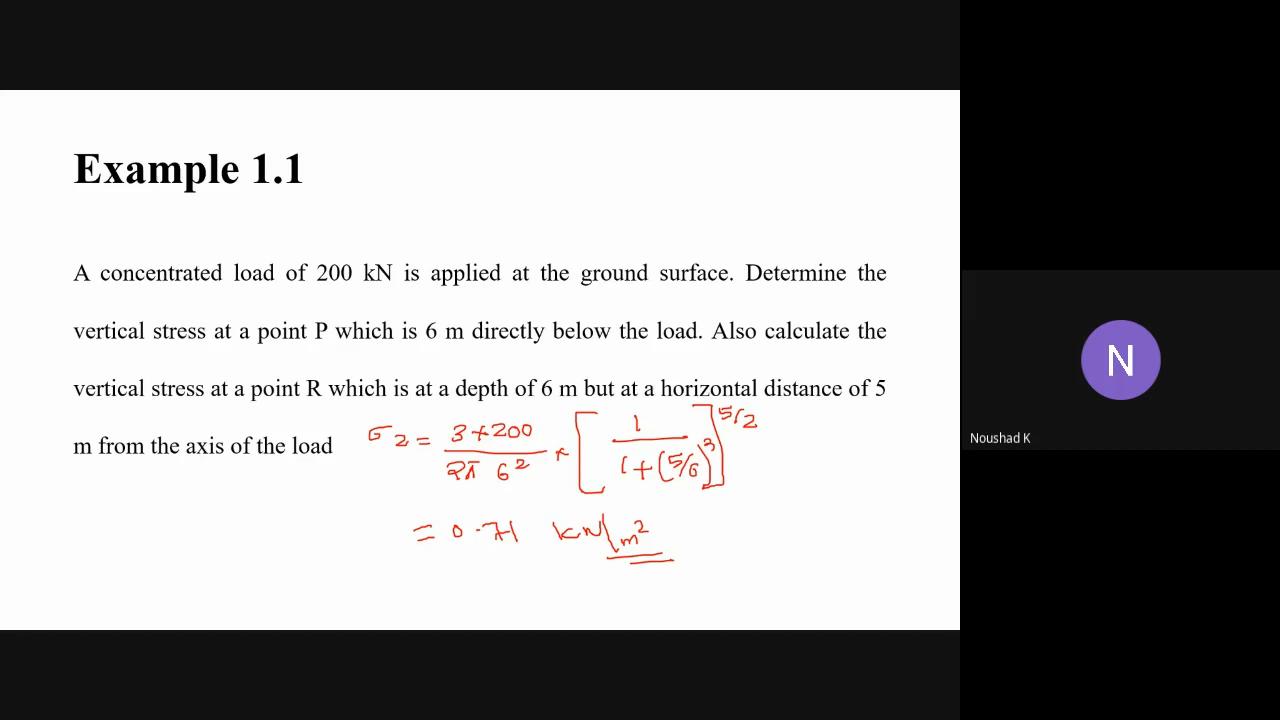 Example 1.1
A concentrated load of 200 kN is applied at the ground surface. Determine the
vertical stress at a point P which is 6 m directly below the load. Also calculate the
vertical stress at a point R which is at a depth of 6 m but at a horizontal distance of 5
m from the axis of the load
σz = 3×200 / 2π 6² × [ 1 / 1+(5/6)² ]^5/2
= 0.71 kN/m²
N
Noushad K